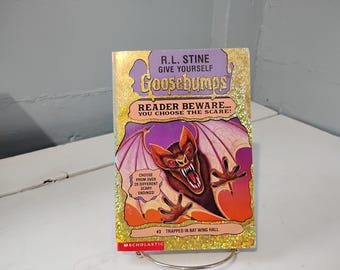 R.L. STINE
GIVE YOURSELF
Goosebumps
READER BEWARE...
YOU CHOOSE THE SCARE!
CHOOSE
FROM OVER
20 DIFFERENT
SCARY
ENDINGS!
#3 TRAPPED IN BAT WING HALL
SCHOLASTIC